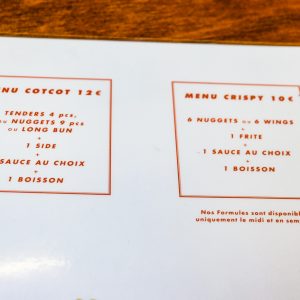 NU COTCOT 12€
TENDERS 4 pcs.
ou NUGGETS 9 pcs
ou LONG BUN
+
1 SIDE
+
SAUCE AU CHOIX
+
1 BOISSON
MENU CRISPY 10€
6 NUGGETS ou 6 WINGS
+
1 FRITE
+
1 SAUCE AU CHOIX
+
1 BOISSON
Nos Formules sont disponibl
uniquement le midi et en sem